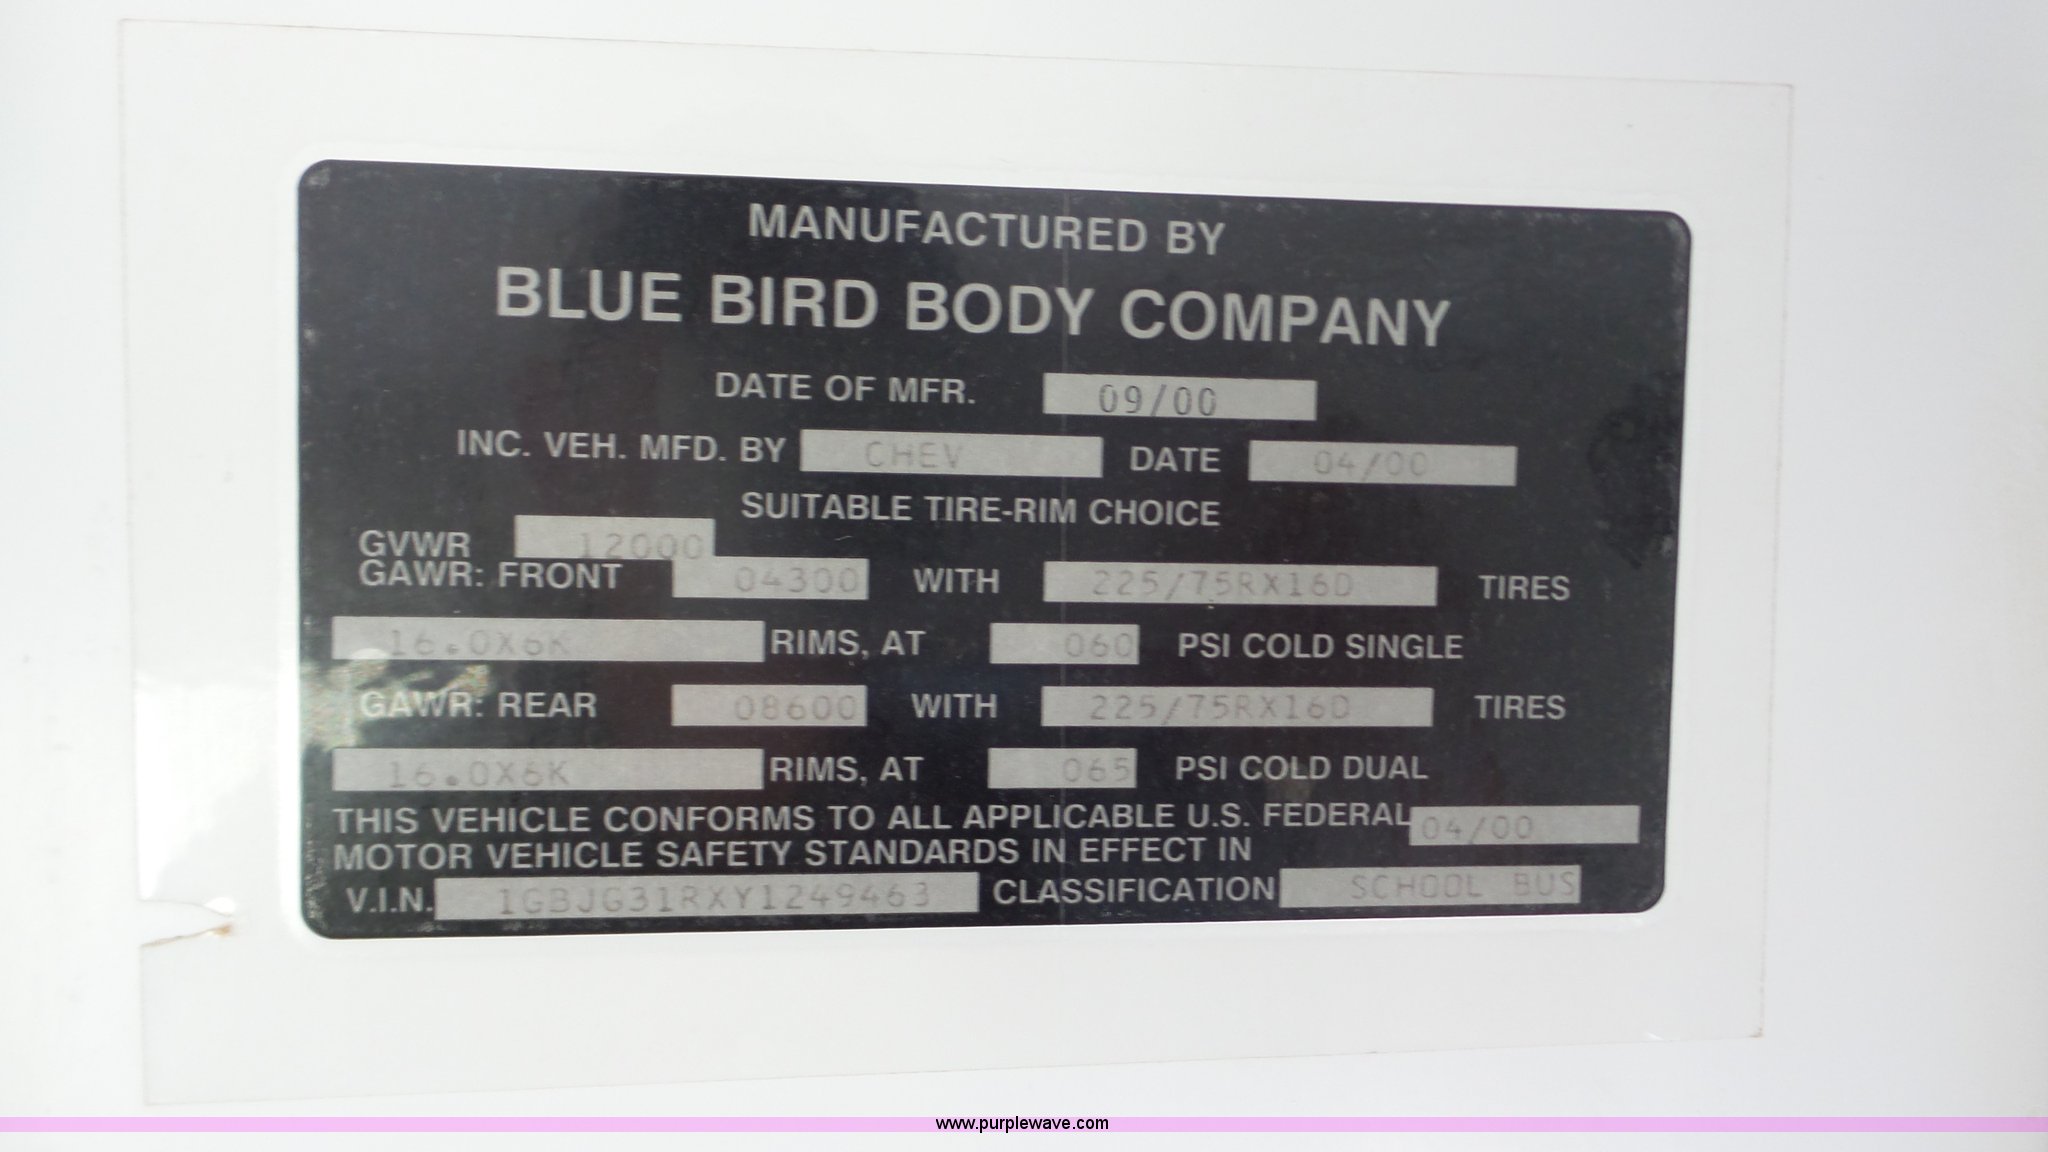 MANUFACTURED BY
BLUE BIRD BODY COMPANY
DATE OF MFR. 09/00
INC. VEH. MFD. BY CHEV DATE 04/00
SUITABLE TIRE-RIM CHOICE
GVWR 12000
GAWR: FRONT 04300 WITH 225/75RX16D TIRES
16.0X6K RIMS, AT 060 PSI COLD SINGLE
GAWR: REAR 08600 WITH 225/75RX16D TIRES
16.0X6K RIMS, AT 065 PSI COLD DUAL
THIS VEHICLE CONFORMS TO ALL APPLICABLE U.S. FEDERAL 04/00
MOTOR VEHICLE SAFETY STANDARDS IN EFFECT IN
V.I.N. 1GBJG31RXY1249463 CLASSIFICATION SCHOOL BUS
www.purplewave.com